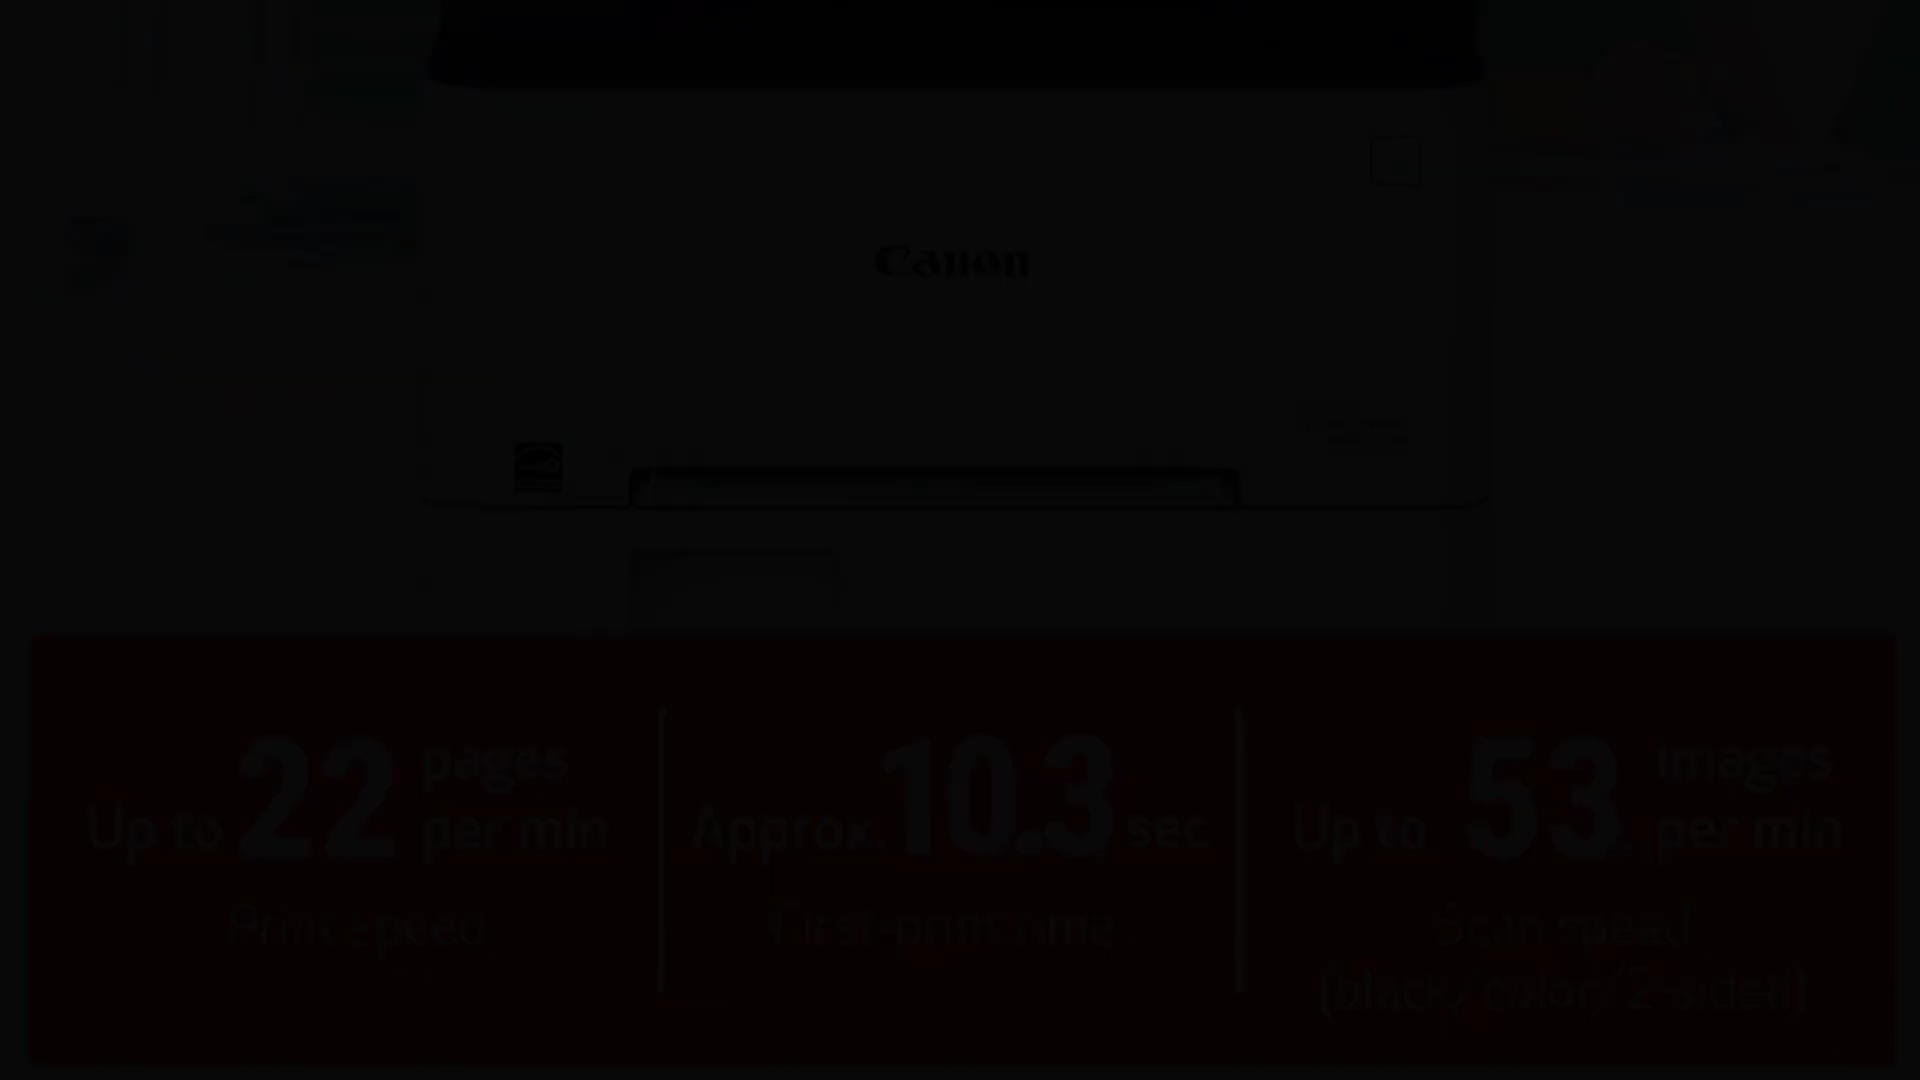 Canon
Up to 22 pages per min
Print speed
Approx. 10.3 sec
First-print time
Up to 53 images per min
Scan speed
(black/color/2-sided)